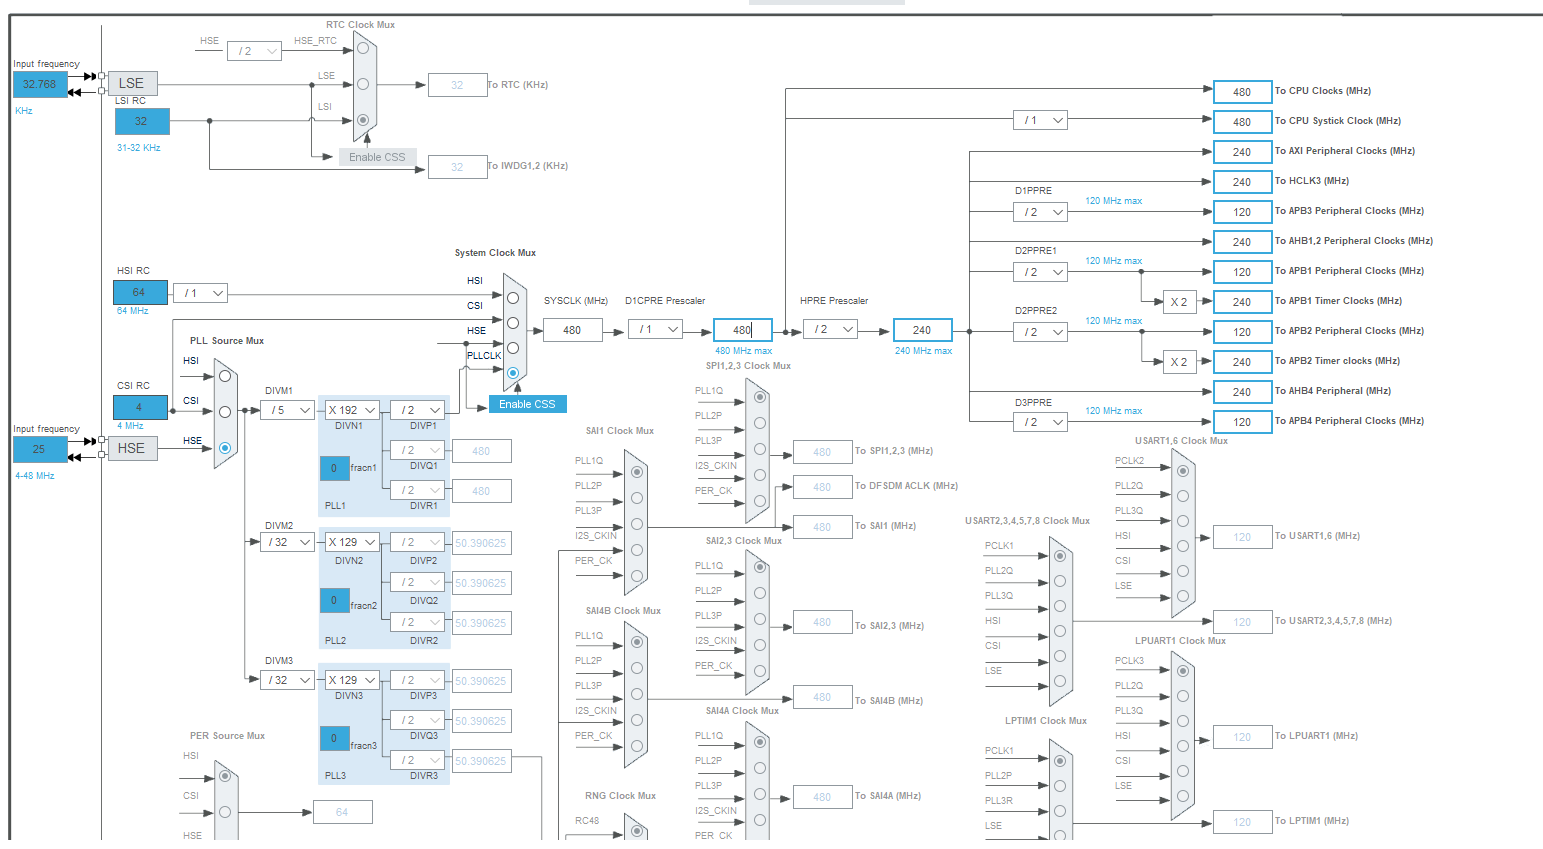 RTC Clock Mux
HSE
/ 2
HSE_RTC
Input frequency
32.768
KHz
LSE
LSE
32
To RTC (KHz)
LSI RC
32
31-32 KHz
LSI
Enable CSS
32
To IWDG1,2 (KHz)
480
To CPU Clocks (MHz)
/ 1
480
To CPU Systick Clock (MHz)
240
To AXI Peripheral Clocks (MHz)
240
To HCLK3 (MHz)
D1PPRE
/ 2
120 MHz max
120
To APB3 Peripheral Clocks (MHz)
240
To AHB1,2 Peripheral Clocks (MHz)
D2PPRE1
/ 2
120 MHz max
120
To APB1 Peripheral Clocks (MHz)
X 2
240
To APB1 Timer Clocks (MHz)
D2PPRE2
/ 2
120 MHz max
120
To APB2 Peripheral Clocks (MHz)
X 2
240
To APB2 Timer clocks (MHz)
240
To AHB4 Peripheral (MHz)
D3PPRE
/ 2
120 MHz max
120
To APB4 Peripheral Clocks (MHz)
System Clock Mux
HSI RC
64
64 MHz
/ 1
HSI
CSI
HSE
PLLCLK
SYSCLK (MHz)
480
D1CPRE Prescaler
/ 1
480
480 MHz max
HPRE Prescaler
/ 2
240
240 MHz max
Enable CSS
PLL Source Mux
HSI
CSI
HSE
CSI RC
4
4 MHz
Input frequency
25
4-48 MHz
HSE
DIVM1
/ 5
X 192
DIVN1
/ 2
DIVP1
/ 2
480
DIVQ1
0
fracn1
/ 2
480
DIVR1
PLL1
DIVM2
/ 32
X 129
DIVN2
/ 2
50.390625
DIVP2
/ 2
50.390625
DIVQ2
0
fracn2
/ 2
50.390625
DIVR2
PLL2
DIVM3
/ 32
X 129
DIVN3
/ 2
50.390625
DIVP3
/ 2
50.390625
DIVQ3
0
fracn3
/ 2
50.390625
DIVR3
PLL3
PER Source Mux
HSI
CSI
HSE
64
SPI1,2,3 Clock Mux
PLL1Q
PLL2P
PLL3P
I2S_CKIN
PER_CK
480
To SPI1,2,3 (MHz)
SAI1 Clock Mux
PLL1Q
PLL2P
PLL3P
I2S_CKIN
PER_CK
480
To DFSDM ACLK (MHz)
480
To SAI1 (MHz)
SAI2,3 Clock Mux
PLL1Q
PLL2P
PLL3P
I2S_CKIN
PER_CK
480
To SAI2,3 (MHz)
SAI4B Clock Mux
PLL1Q
PLL2P
PLL3P
I2S_CKIN
PER_CK
480
To SAI4B (MHz)
SAI4A Clock Mux
PLL1Q
PLL2P
PLL3P
I2S_CKIN
PER CK
480
To SAI4A (MHz)
RNG Clock Mux
RC48
USART1,6 Clock Mux
PCLK2
PLL2Q
PLL3Q
HSI
CSI
LSE
120
To USART1,6 (MHz)
USART2,3,4,5,7,8 Clock Mux
PCLK1
PLL2Q
PLL3Q
HSI
CSI
LSE
120
To USART2,3,4,5,7,8 (MHz)
LPUART1 Clock Mux
PCLK3
PLL2Q
PLL3Q
HSI
CSI
LSE
120
To LPUART1 (MHz)
LPTIM1 Clock Mux
PCLK1
PLL2P
PLL3R
LSE
120
To LPTIM1 (MHz)